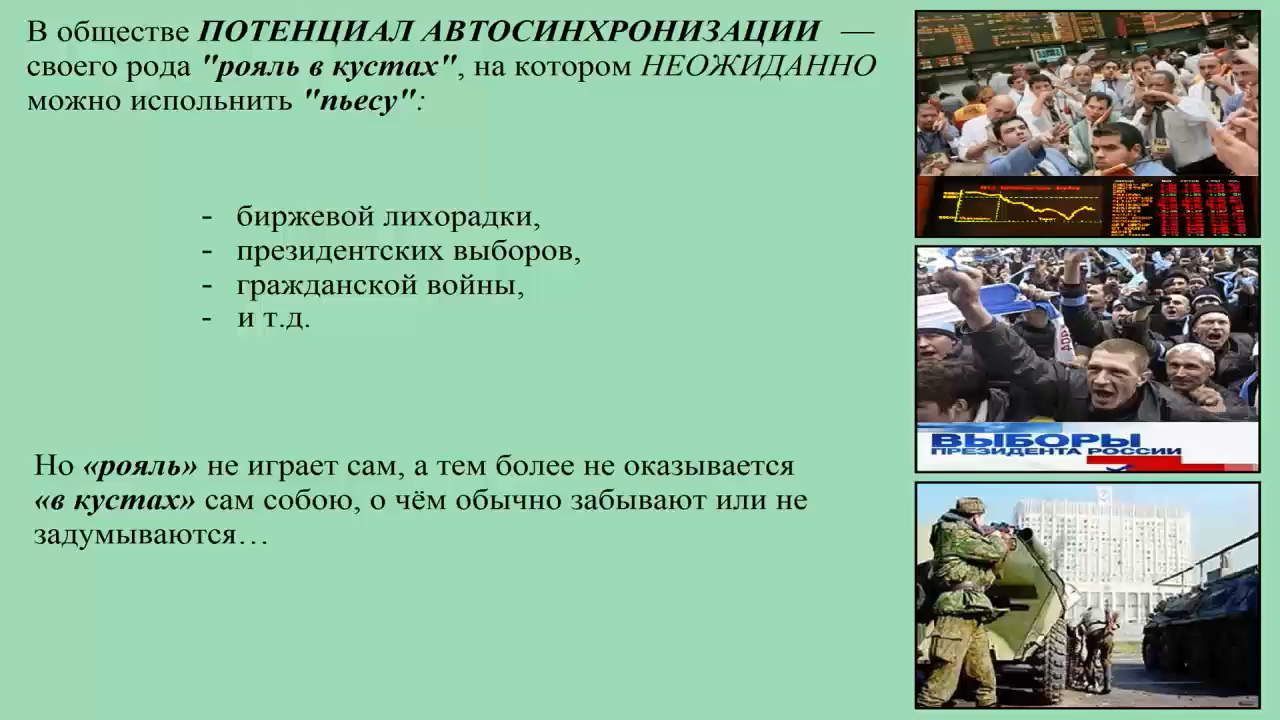 В обществе ПОТЕНЦИАЛ АВТОСИНХРОНИЗАЦИИ —
своего рода "рояль в кустах", на котором НЕОЖИДАННО
можно испольнить "пьесу":
- биржевой лихорадки,
- президентских выборов,
- гражданской войны,
- и т.д.
Но «рояль» не играет сам, а тем более не оказывается
«в кустах» сам собою, о чём обычно забывают или не
задумываются…
ВЫБОРЫ
ПРЕЗИДЕНТА РОССИИ